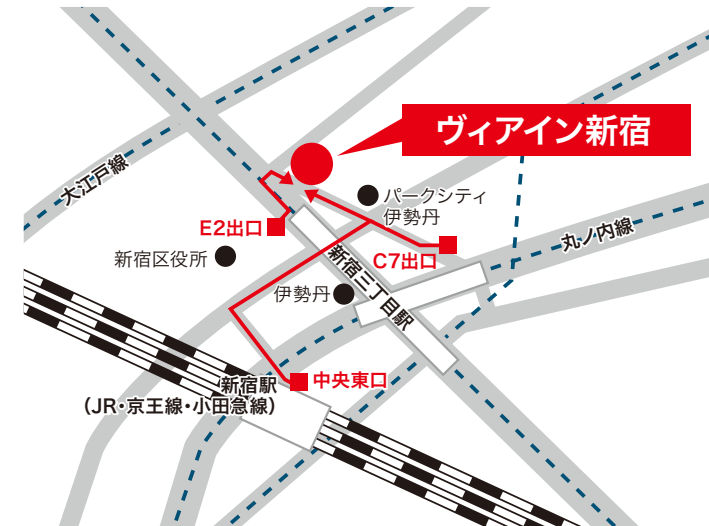 ヴィアイン新宿
大江戸線
パークシティ
伊勢丹
E2出口
丸ノ内線
新宿区役所
C7出口
新宿三丁目駅
伊勢丹
新宿駅
(JR・京王線・小田急線)
中央東口